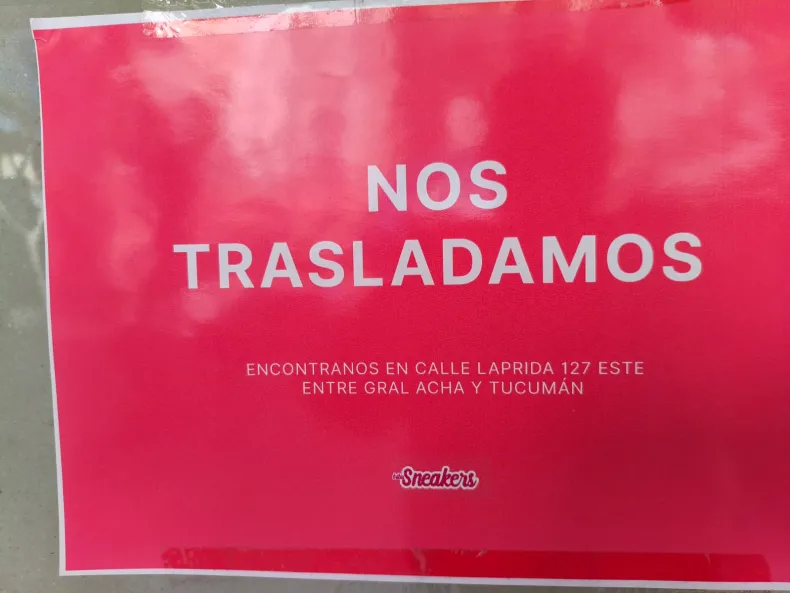 NOS
TRASLADAMOS
ENCONTRANOS EN CALLE LAPRIDA 127 ESTE
ENTRE GRAL ACHA Y TUCUMÁN
Sneakers